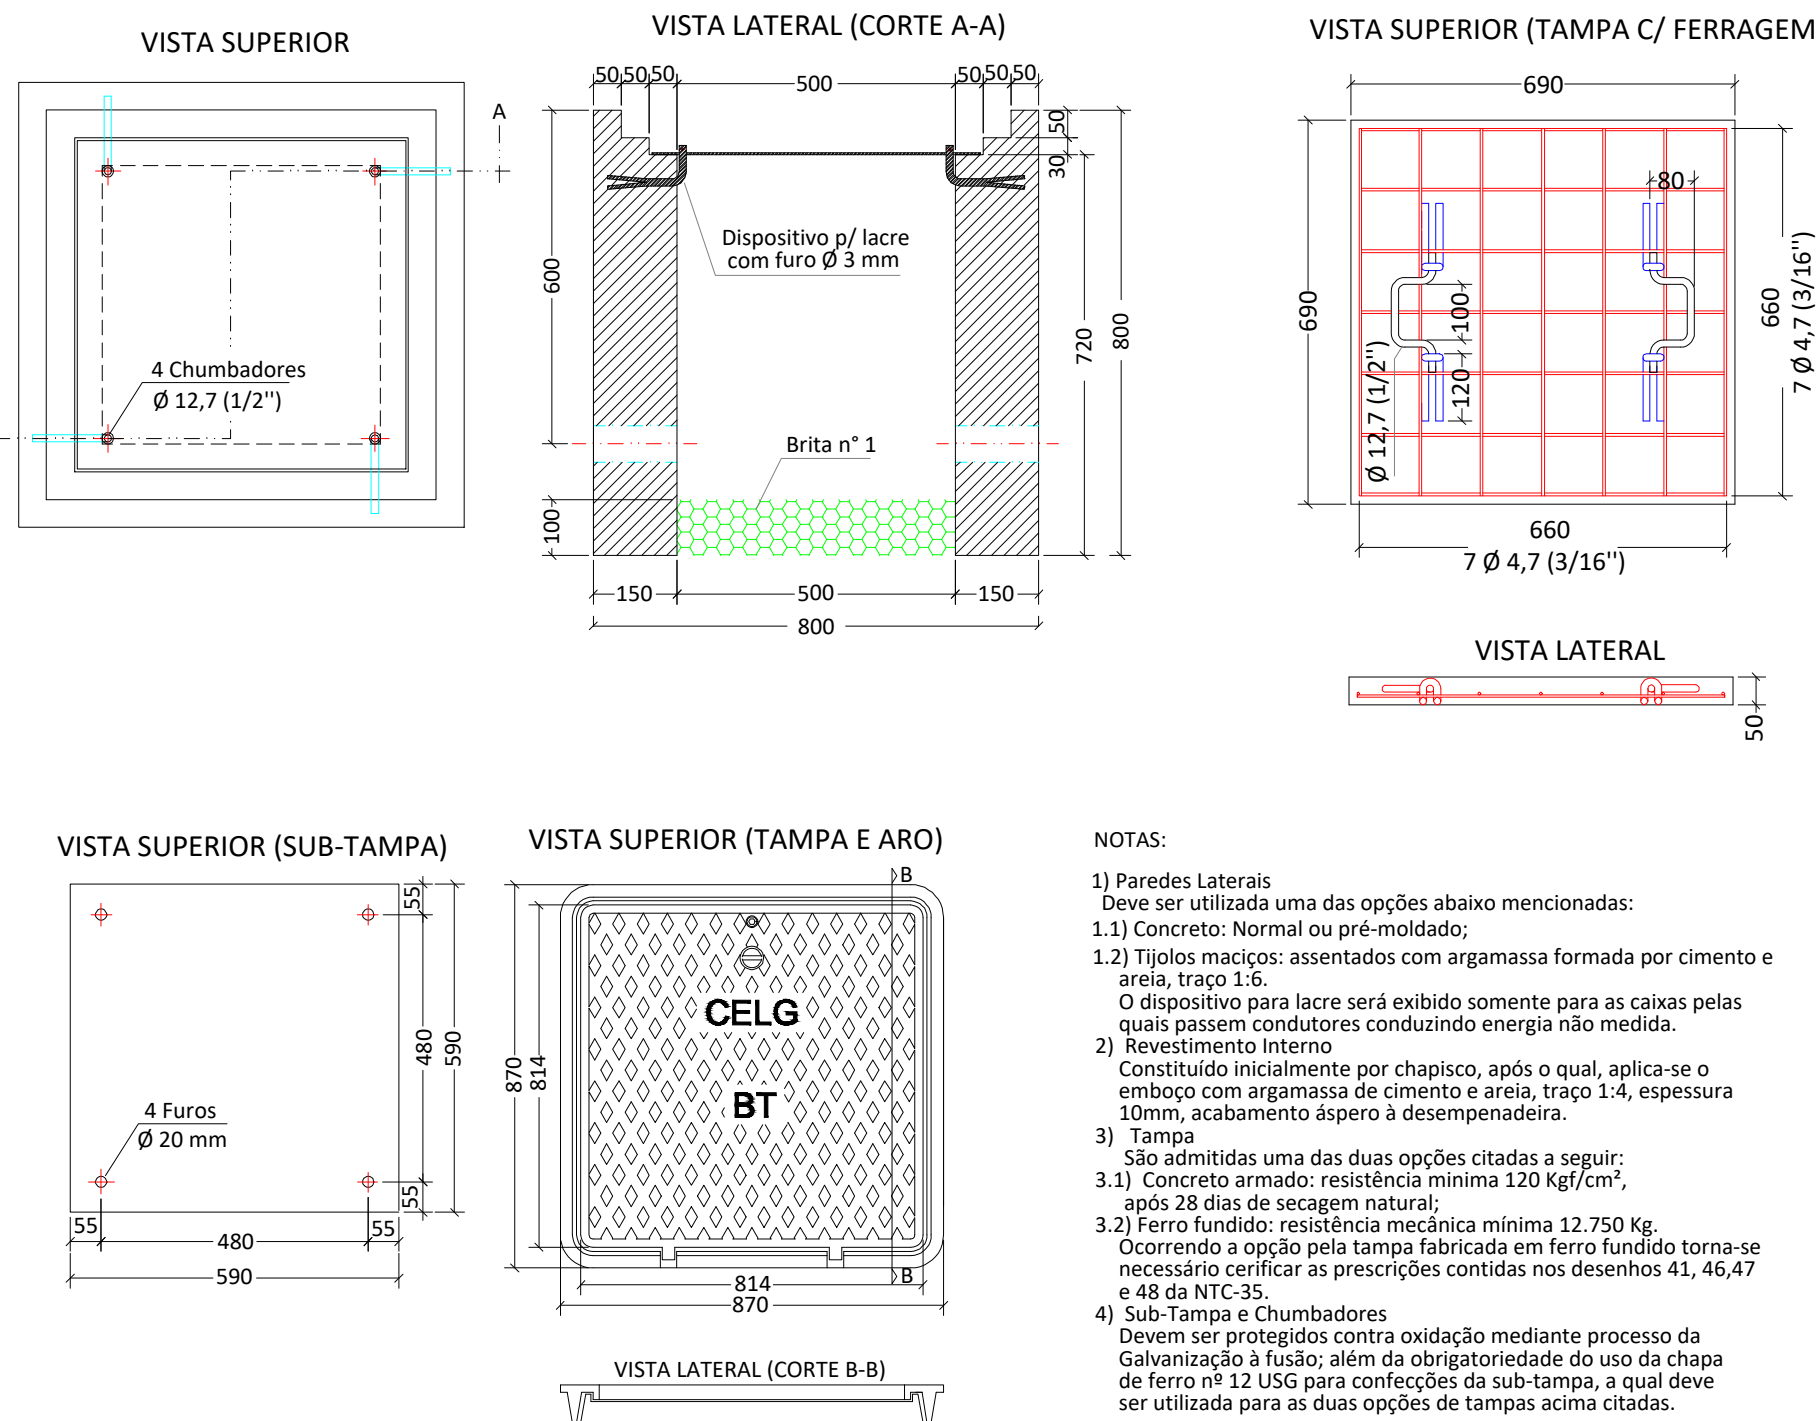 VISTA SUPERIOR
A
4 Chumbadores
Ø 12,7 (1/2'')
VISTA LATERAL (CORTE A-A)
50 50 50
500
50 50 50
50
30
600
Dispositivo p/ lacre
com furo Ø 3 mm
720
800
Brita n° 1
100
150
500
150
800
VISTA SUPERIOR (TAMPA C/ FERRAGEM
690
80
690
100
120
Ø 12,7 (1/2'')
660
7 Ø 4,7 (3/16'')
660
7 Ø 4,7 (3/16'')
VISTA LATERAL
50
VISTA SUPERIOR (SUB-TAMPA)
55
480
590
4 Furos
Ø 20 mm
55
55
480
55
590
VISTA SUPERIOR (TAMPA E ARO)
B
CELG
BT
870
814
B
814
870
VISTA LATERAL (CORTE B-B)
NOTAS:
1) Paredes Laterais
Deve ser utilizada uma das opções abaixo mencionadas:
1.1) Concreto: Normal ou pré-moldado;
1.2) Tijolos maciços: assentados com argamassa formada por cimento e
areia, traço 1:6.
O dispositivo para lacre será exibido somente para as caixas pelas
quais passem condutores conduzindo energia não medida.
2) Revestimento Interno
Constituído inicialmente por chapisco, após o qual, aplica-se o
emboço com argamassa de cimento e areia, traço 1:4, espessura
10mm, acabamento áspero à desempenadeira.
3) Tampa
São admitidas uma das duas opções citadas a seguir:
3.1) Concreto armado: resistência minima 120 Kgf/cm²,
após 28 dias de secagem natural;
3.2) Ferro fundido: resistência mecânica mínima 12.750 Kg.
Ocorrendo a opção pela tampa fabricada em ferro fundido torna-se
necessário cerificar as prescrições contidas nos desenhos 41, 46,47
e 48 da NTC-35.
4) Sub-Tampa e Chumbadores
Devem ser protegidos contra oxidação mediante processo da
Galvanização à fusão; além da obrigatoriedade do uso da chapa
de ferro nº 12 USG para confecções da sub-tampa, a qual deve
ser utilizada para as duas opções de tampas acima citadas.